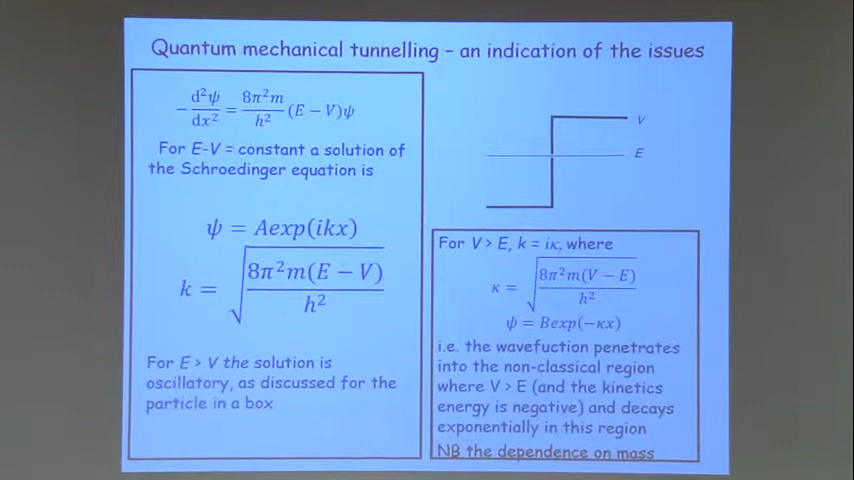 Quantum mechanical tunnelling – an indication of the issues
−d²ψ/dx² = 8π²m/h² (E − V)ψ
For E-V = constant a solution of
the Schroedinger equation is
ψ = Aexp(ikx)
k = √(8π²m(E − V)/h²)
For E > V the solution is
oscillatory, as discussed for the
particle in a box
V
E
For V > E, k = iκ, where
κ = √(8π²m(V − E)/h²)
ψ = Bexp(−κx)
i.e. the wavefuction penetrates
into the non-classical region
where V > E (and the kinetics
energy is negative) and decays
exponentially in this region
NB the dependence on mass